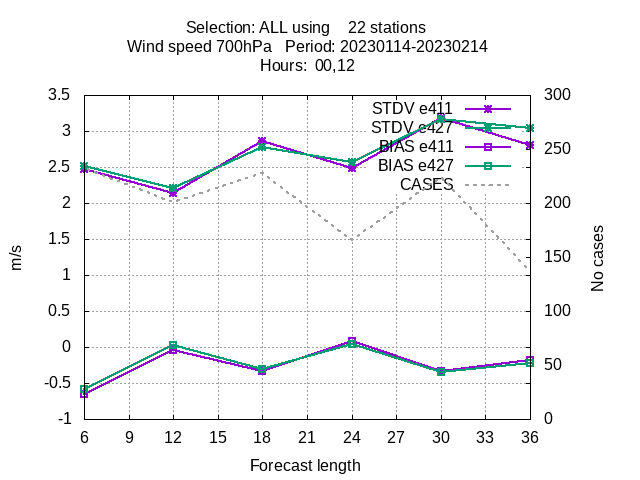 Selection: ALL using    22 stations
Wind speed 700hPa   Period: 20230114-20230214
Hours:  00,12
3.5
3
2.5
2
1.5
1
0.5
0
-0.5
-1
m/s
STDV e411
STDV e427
BIAS e411
BIAS e427
CASES
300
250
200
150
100
50
0
No cases
6 9 12 15 18 21 24 27 30 33 36
Forecast length